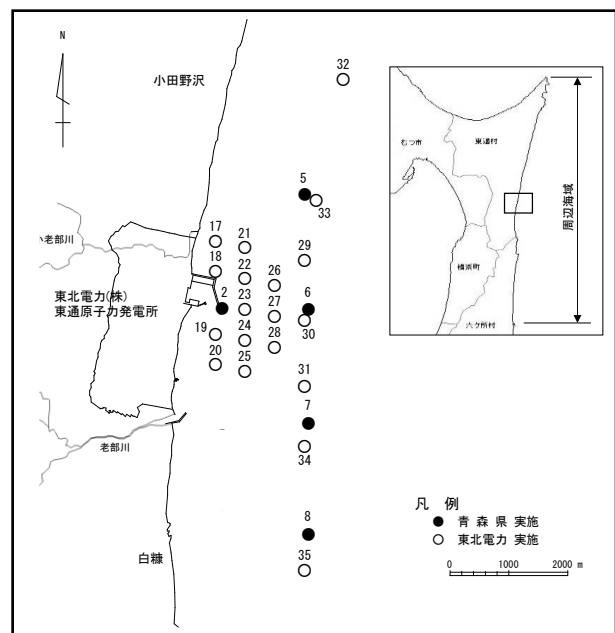 N
小田野沢
32
5
33
17
21
29
小老部川
18
22
26
東北電力(株)
東通原子力発電所
2
23
27
6
19
24
28
30
20
25
31
7
老部川
34
8
白糠
35
むつ市
東通村
横浜町
六ケ所村
周辺海域
凡 例
● 青 森 県 実施
○ 東北電力 実施
0 1000 2000 m